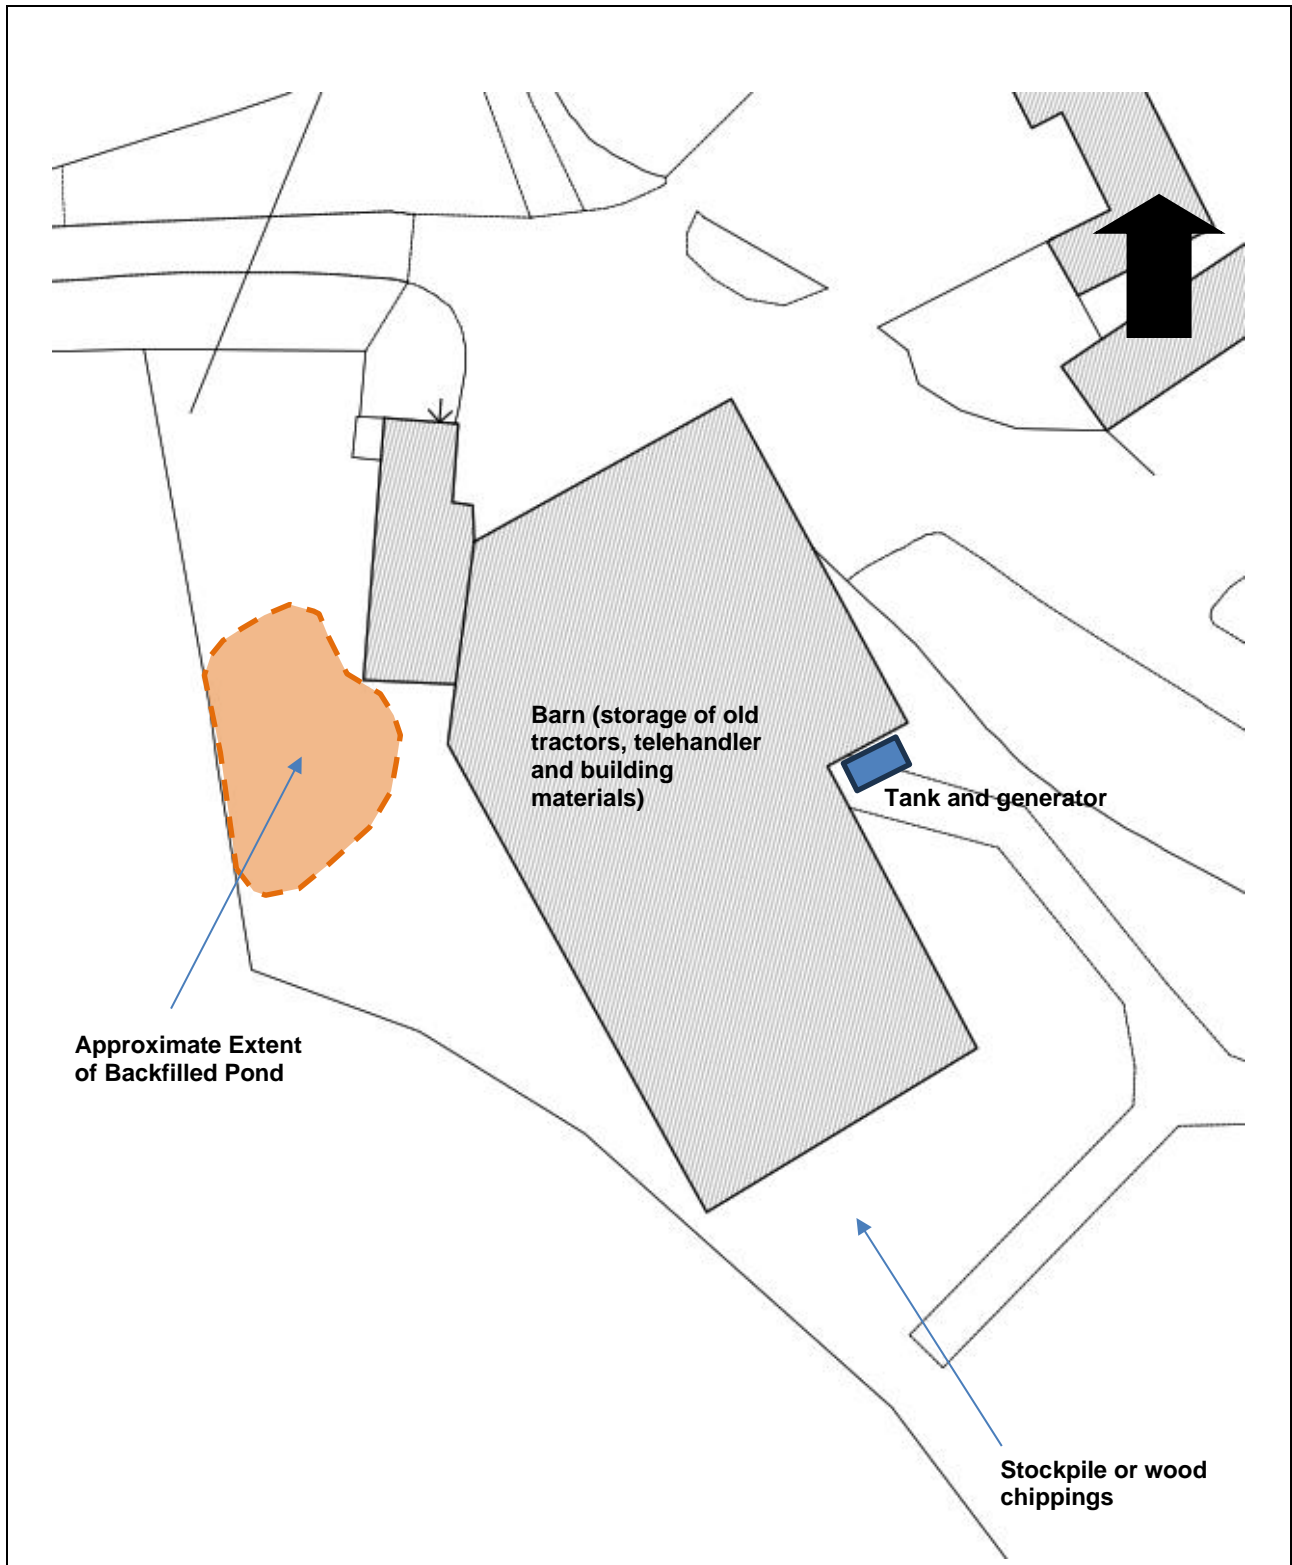 Barn (storage of old
tractors, telehandler
and building
materials)
Tank and generator
Approximate Extent
of Backfilled Pond
Stockpile or wood
chippings